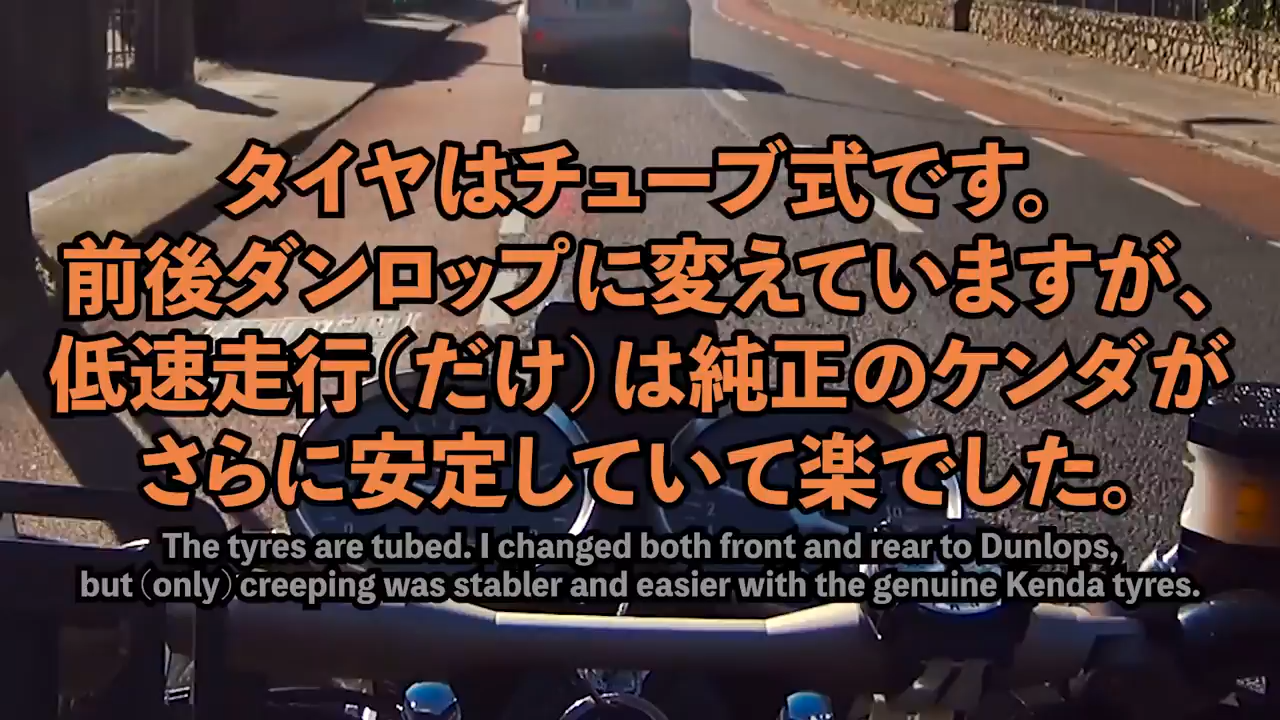 タイヤはチューブ式です。
前後ダンロップに変えていますが、
低速走行（だけ）は純正のケンダが
さらに安定していて楽でした。
The tyres are tubed. I changed both front and rear to Dunlops,
but (only) creeping was stabler and easier with the genuine Kenda tyres.